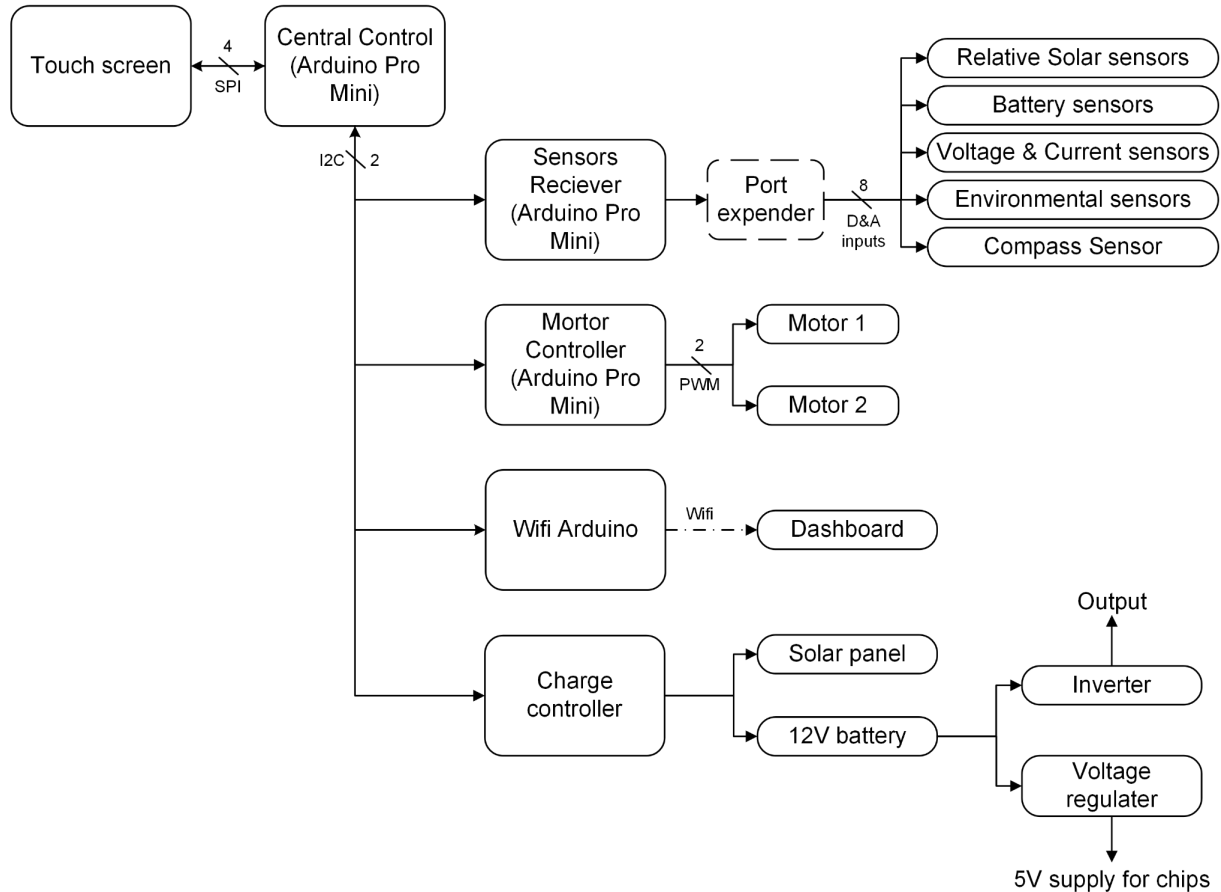 Touch screen
4
SPI
Central Control
(Arduino Pro
Mini)
I2C
2
Sensors
Reciever
(Arduino Pro
Mini)
Port
expender
8
D&A
inputs
Relative Solar sensors
Battery sensors
Voltage & Current sensors
Environmental sensors
Compass Sensor
Mortor
Controller
(Arduino Pro
Mini)
2
PWM
Motor 1
Motor 2
Wifi Arduino
Wifi
Dashboard
Charge
controller
Solar panel
12V battery
Output
Inverter
Voltage
regulater
5V supply for chips